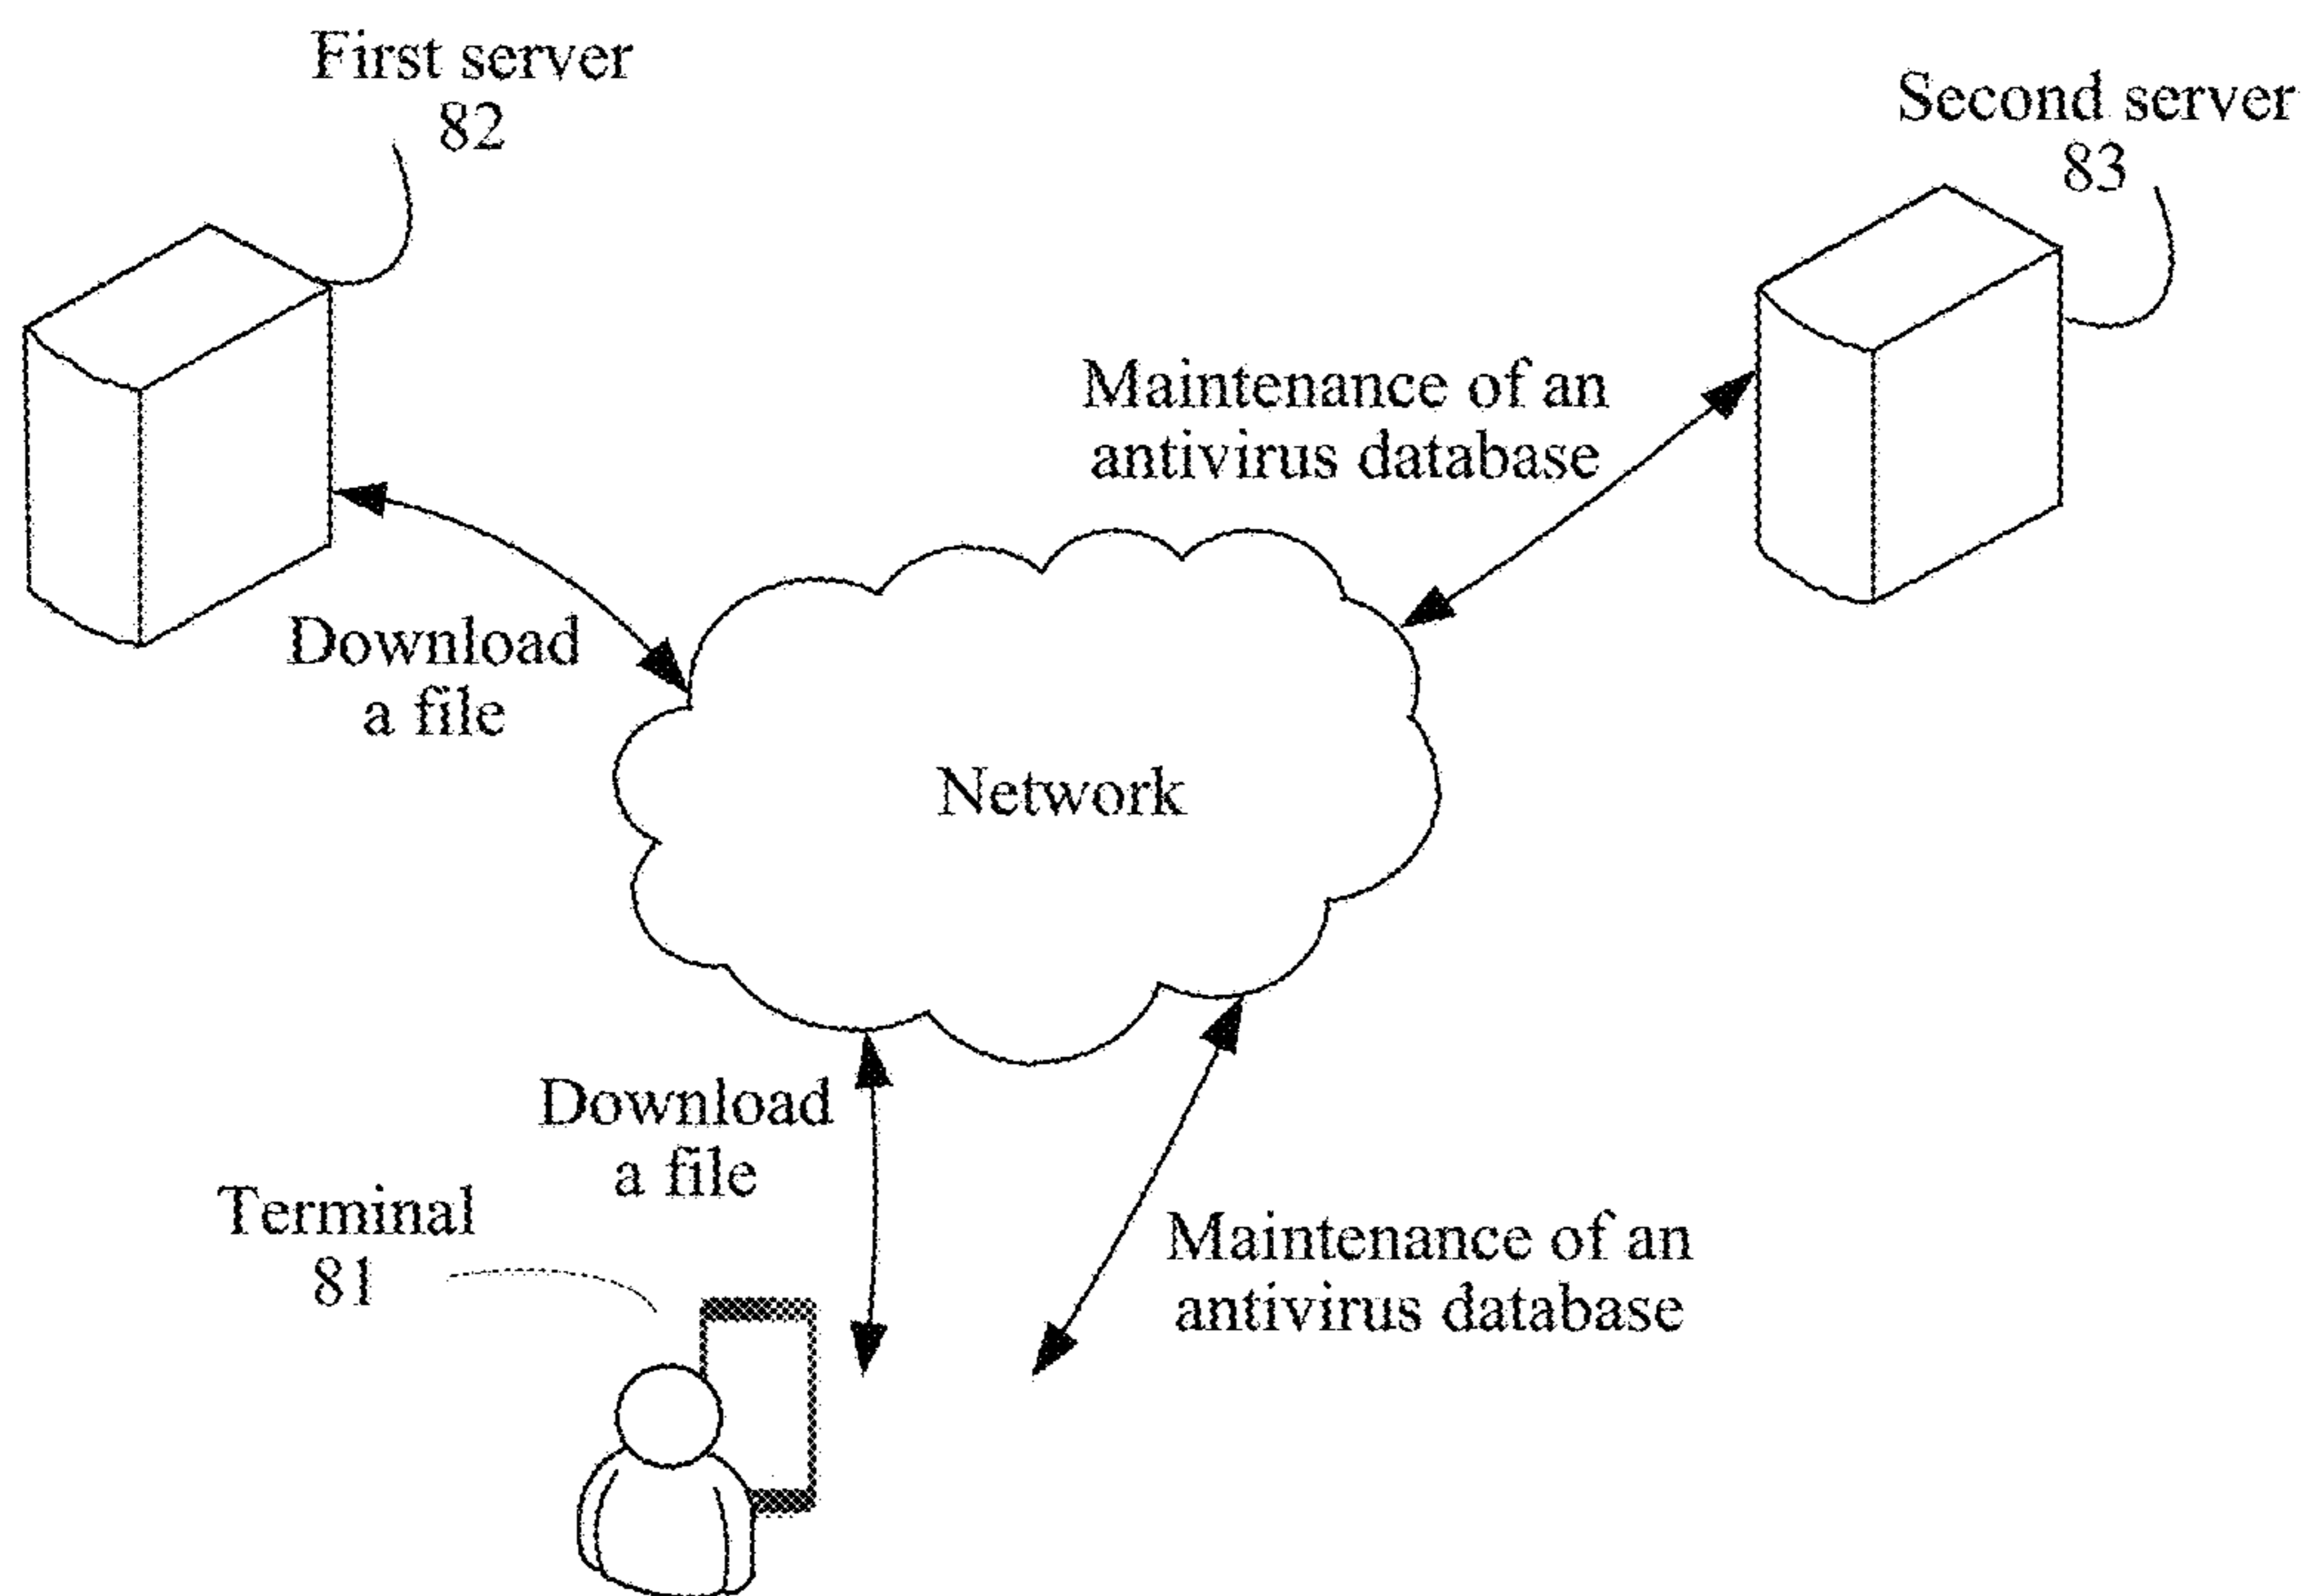 First server
82
Second server
83
Maintenance of an
antivirus database
Download
a file
Network
Download
a file
Terminal
81
Maintenance of an
antivirus database